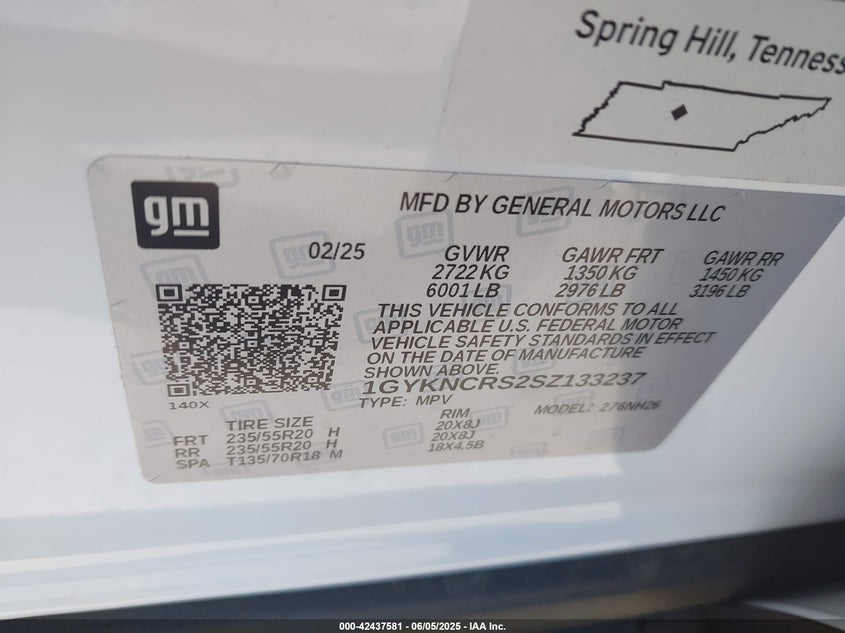 Spring Hill, Tenness
gm
MFD BY GENERAL MOTORS LLC
02/25 GVWR GAWR FRT GAWR RR
2722 KG 1350 KG 1450 KG
6001 LB 2976 LB 3196 LB
THIS VEHICLE CONFORMS TO ALL
APPLICABLE U.S. FEDERAL MOTOR
VEHICLE SAFETY STANDARDS IN EFFECT
ON THE DATE OF MANUFACTURE
SHOWN ABOVE.
1GYKNCRS2SZ133237
140X
TYPE: MPV MODEL: 276NH26
TIRE SIZE RIM
FRT 235/55R20 H 20X8J
RR 235/55R20 H 20X8J
SPA T135/70R18 M 18X4.5B
000-42437581 - 06/05/2025 - IAA Inc.